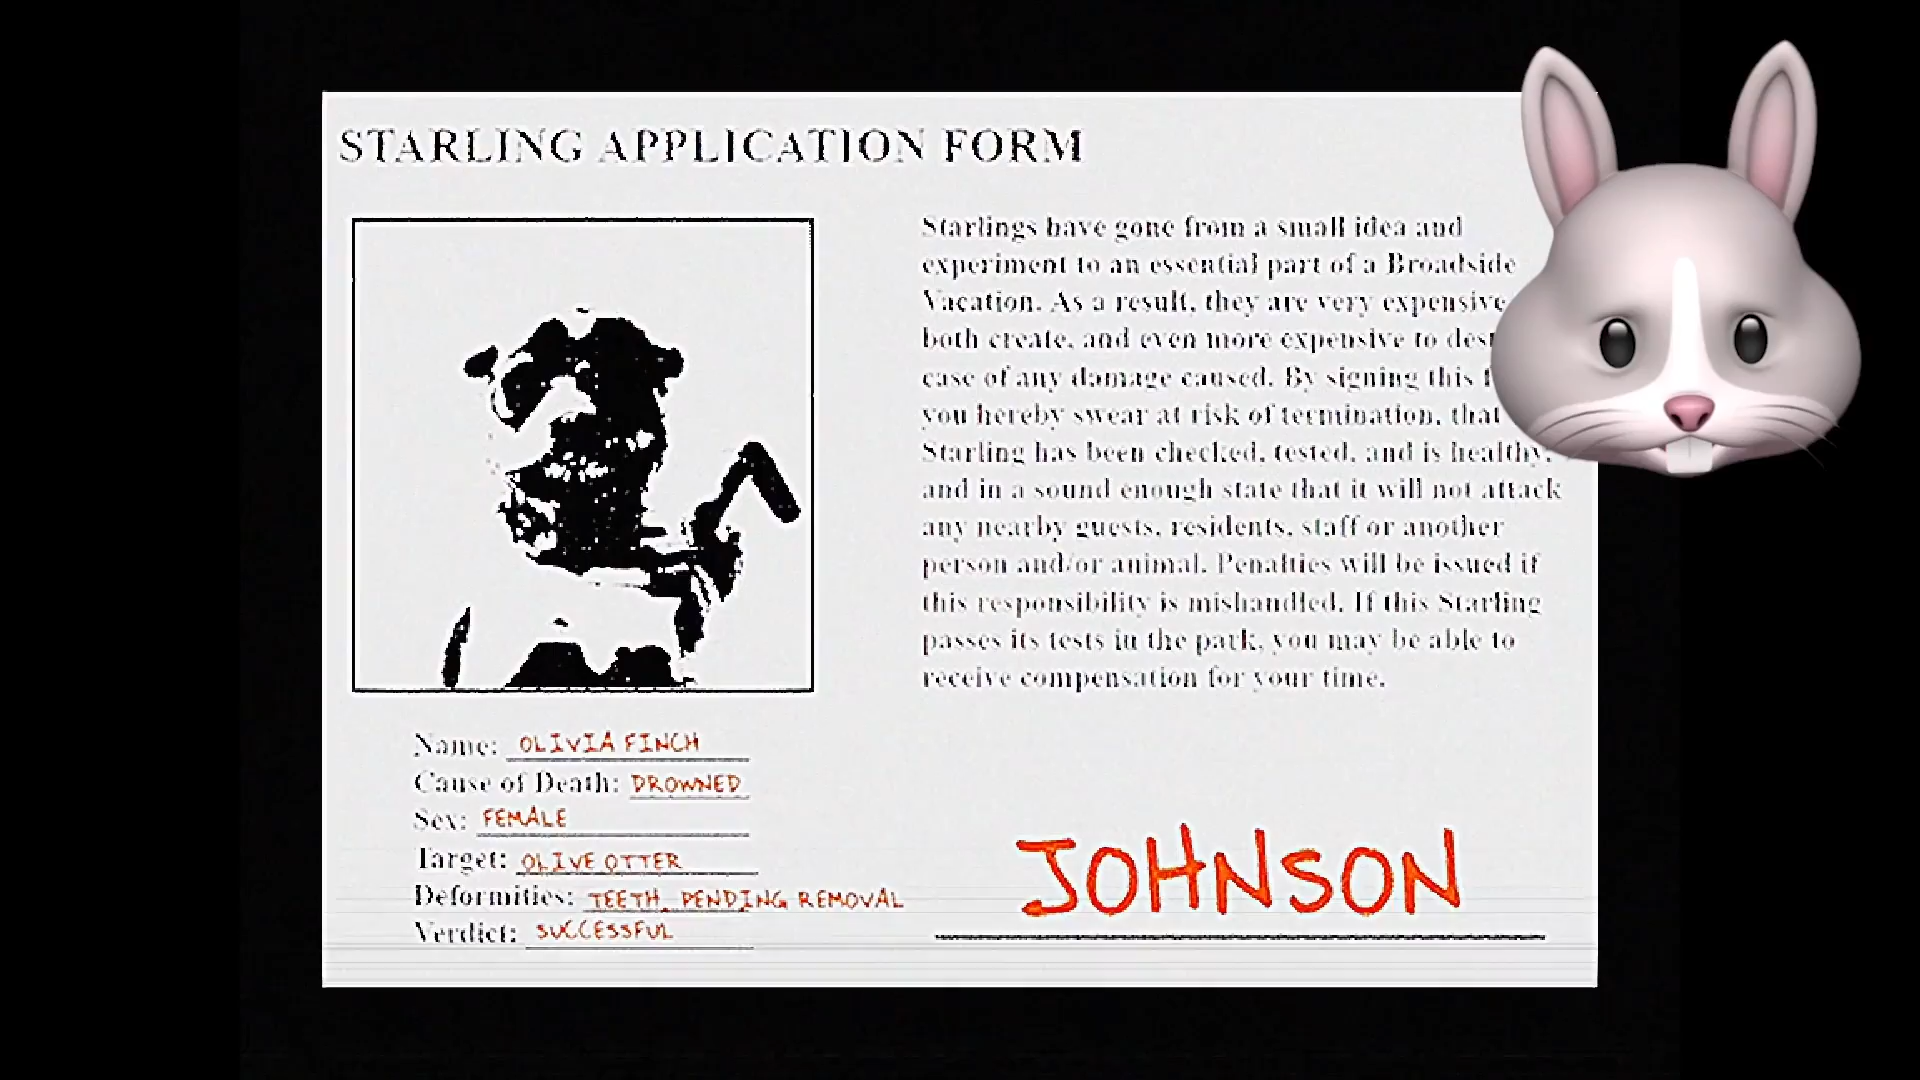 STARLING APPLICATION FORM
Starlings have gone from a small idea and
experiment to an essential part of a Broadside
Vacation. As a result, they are very expensive
both create, and even more expensive to
case of any damage caused. By signing this
you hereby swear at risk of termination, that
Starling has been checked, tested, and is healthy,
and in a sound enough state that it will not attack
any nearby guests, residents, staff or another
person and/or animal. Penalties will be issued if
this responsibility is mishandled. If this Starling
passes its tests in the park, you may be able to
receive compensation for your time.
Name: OLIVIA FINCH
Cause of Death: DROWNED
Sex: FEMALE
Target: OLIVE OTTER
Deformities: TEETH, PENDING REMOVAL
Verdict: SUCCESSFUL
JOHNSON